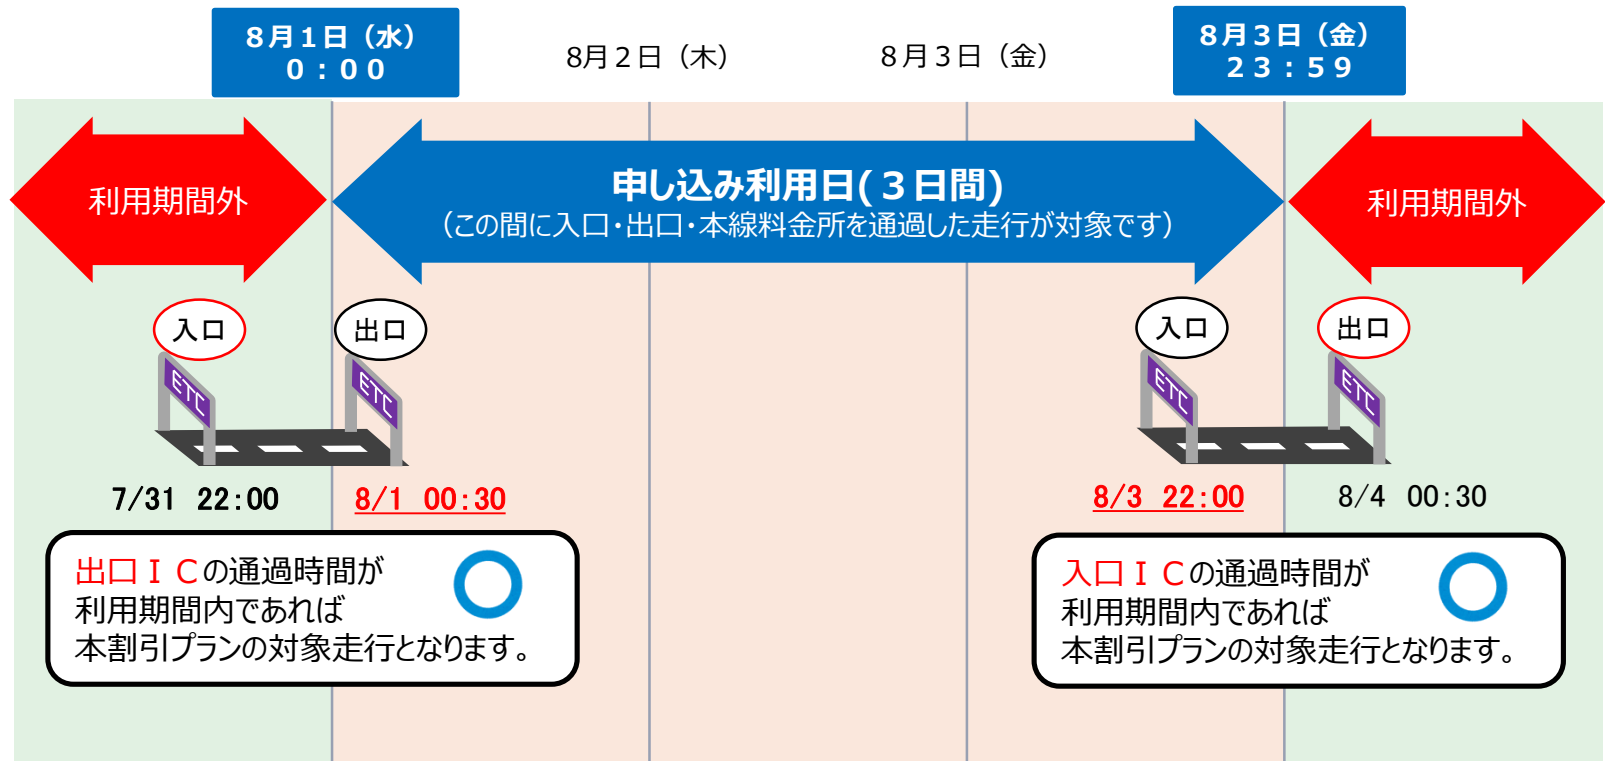 8月1日（水）
0：00
8月2日（木）
8月3日（金）
8月3日（金）
23：59
利用期間外
申し込み利用日(3日間)
（この間に入口・出口・本線料金所を通過した走行が対象です）
利用期間外
入口
出口
入口
出口
ETC
ETC
ETC
ETC
7/31 22:00
8/1 00:30
8/3 22:00
8/4 00:30
出口ＩＣの通過時間が
利用期間内であれば
本割引プランの対象走行となります。
入口ＩＣの通過時間が
利用期間内であれば
本割引プランの対象走行となります。